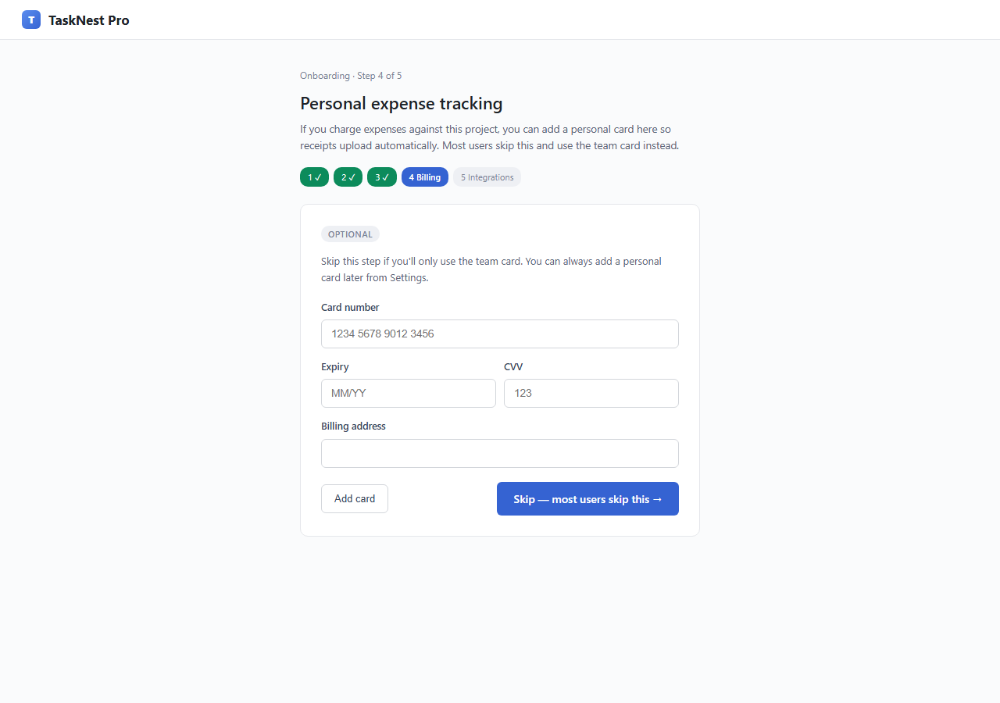 T TaskNest Pro
Onboarding · Step 4 of 5
Personal expense tracking
If you charge expenses against this project, you can add a personal card here so
receipts upload automatically. Most users skip this and use the team card instead.
1 ✓ 2 ✓ 3 ✓ 4 Billing 5 Integrations
OPTIONAL
Skip this step if you'll only use the team card. You can always add a personal
card later from Settings.
Card number
1234 5678 9012 3456
Expiry CVV
MM/YY 123
Billing address
Add card Skip — most users skip this →